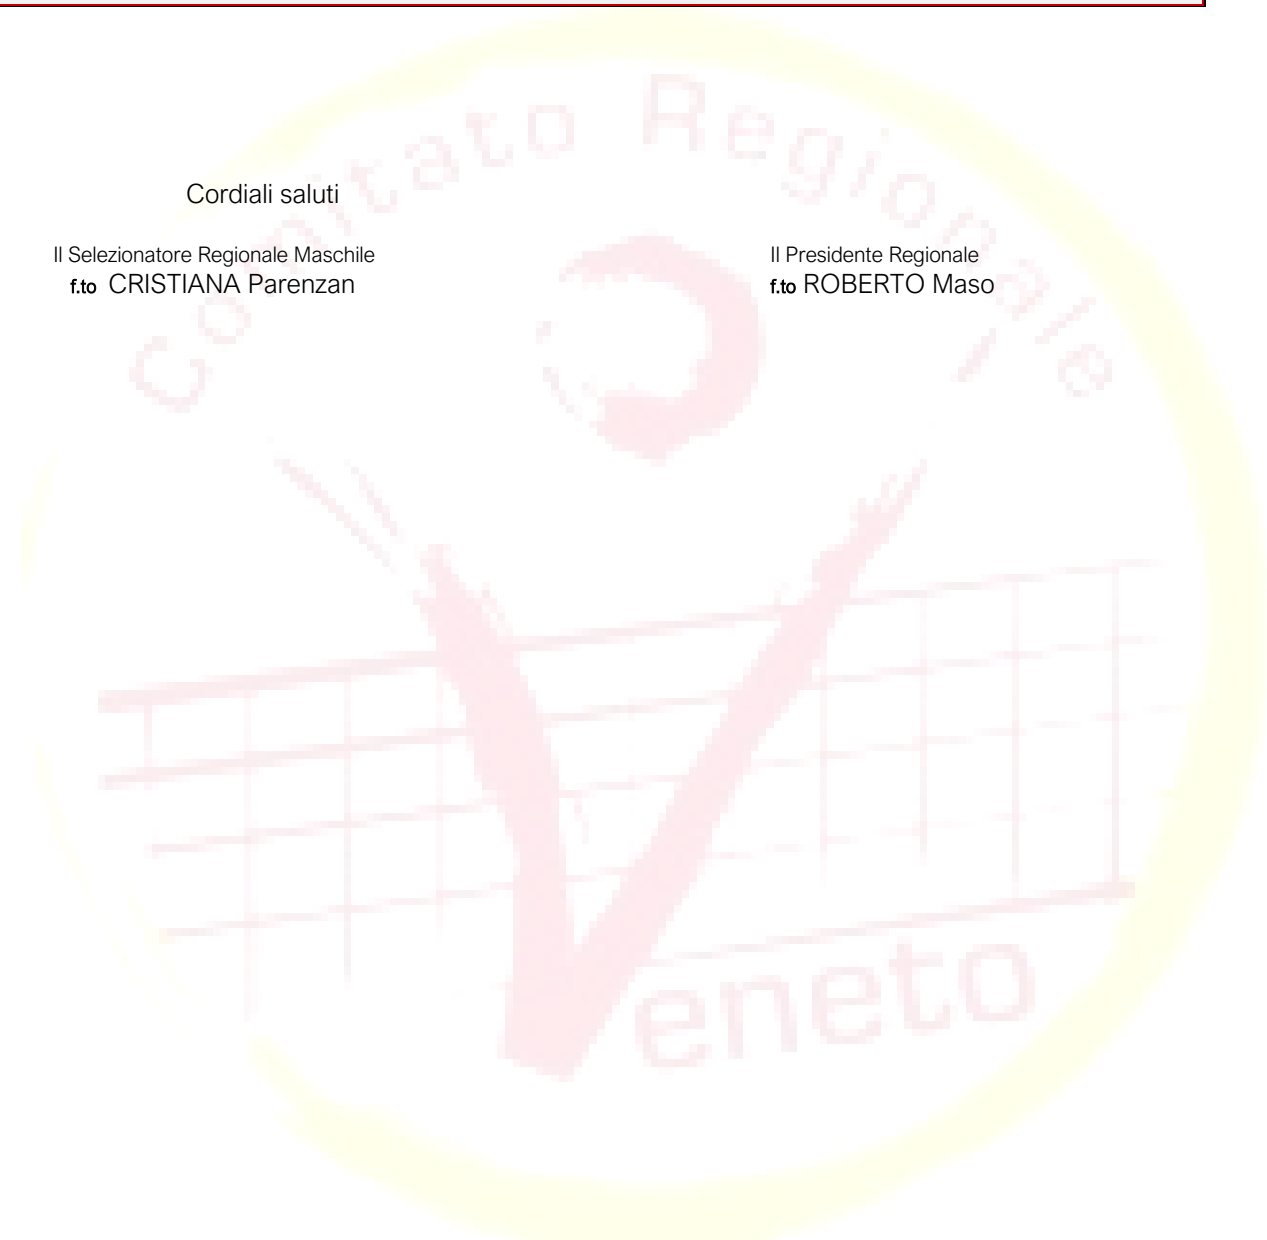 Comitato Regionale
Cordiali saluti
Il Selezionatore Regionale Maschile
f.to CRISTIANA Parenzan
Il Presidente Regionale
f.to ROBERTO Maso
Veneto